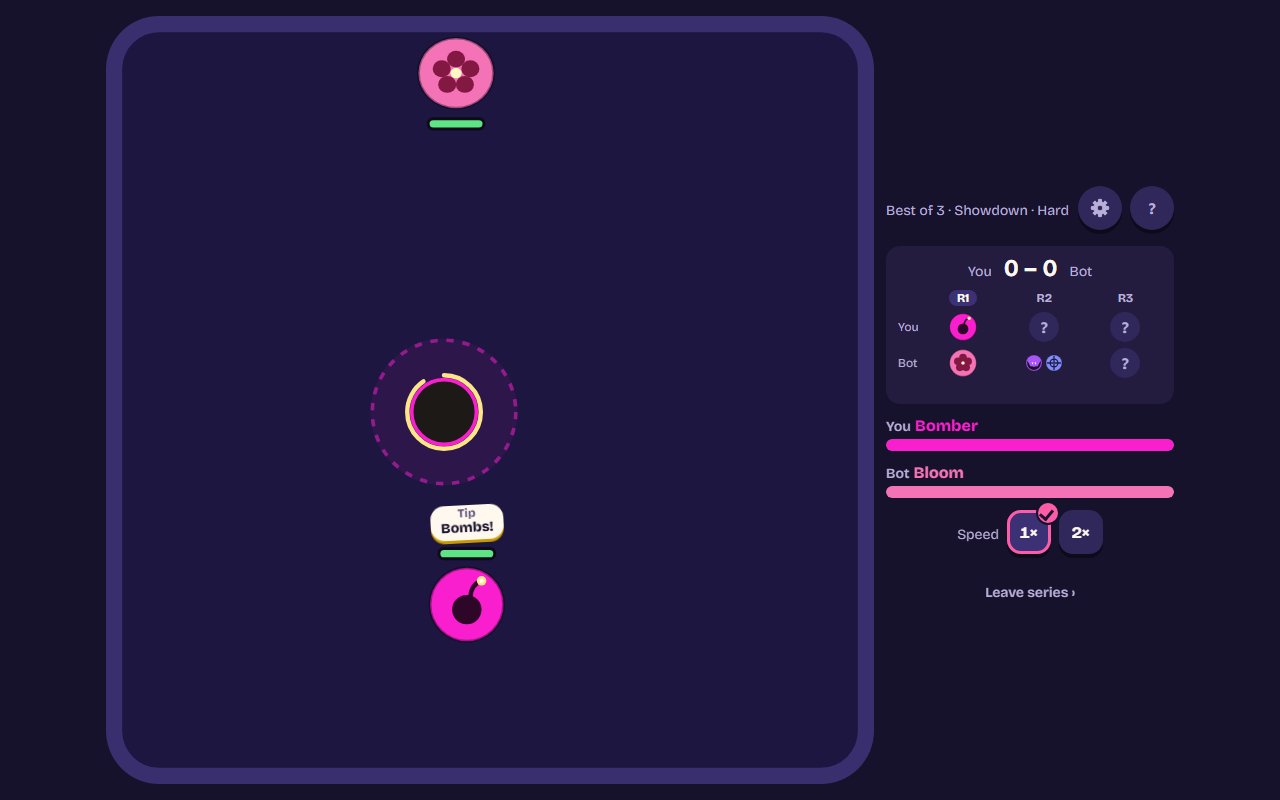 Best of 3 · Showdown · Hard
?
You 0 – 0 Bot
R1 R2 R3
You ? ?
Bot ?
You Bomber
Bot Bloom
Tip
Bombs!
Speed 1× 2×
Leave series ›